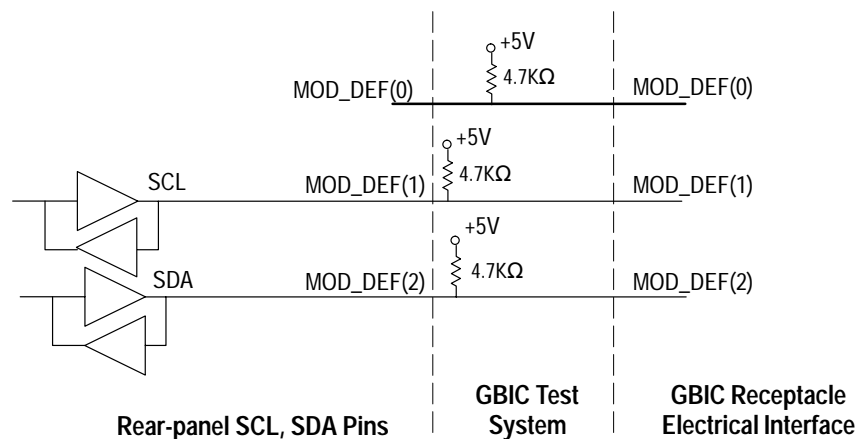 +5V
4.7KΩ
MOD_DEF(0)
MOD_DEF(0)
+5V
SCL
MOD_DEF(1)
4.7KΩ
MOD_DEF(1)
+5V
SDA
MOD_DEF(2)
4.7KΩ
MOD_DEF(2)
Rear-panel SCL, SDA Pins
GBIC Test
System
GBIC Receptacle
Electrical Interface